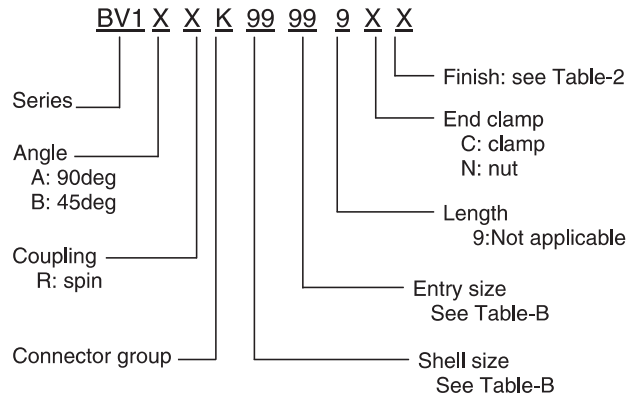 BV1 X X K 99 99 9 X X
Series
Angle
A: 90deg
B: 45deg
Coupling
R: spin
Connector group
Finish: see Table-2
End clamp
C: clamp
N: nut
Length
9:Not applicable
Entry size
See Table-B
Shell size
See Table-B